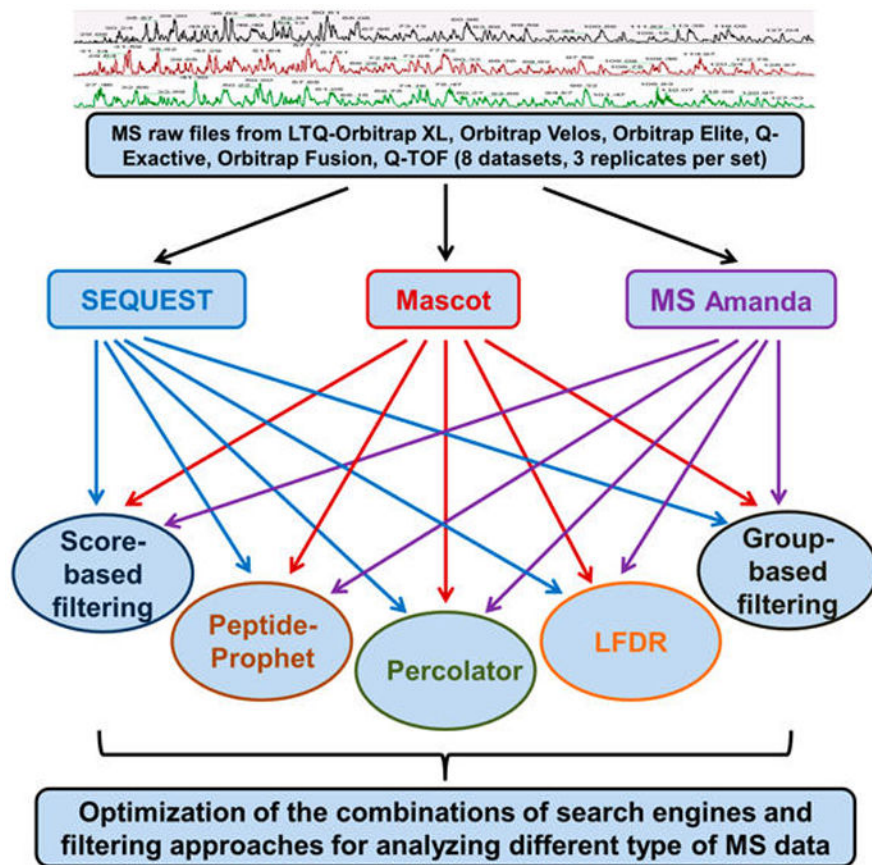 MS raw files from LTQ-Orbitrap XL, Orbitrap Velos, Orbitrap Elite, Q-
Exactive, Orbitrap Fusion, Q-TOF (8 datasets, 3 replicates per set)
SEQUEST
Mascot
MS Amanda
Score-
based
filtering
Peptide-
Prophet
Percolator
LFDR
Group-
based
filtering
Optimization of the combinations of search engines and
filtering approaches for analyzing different type of MS data